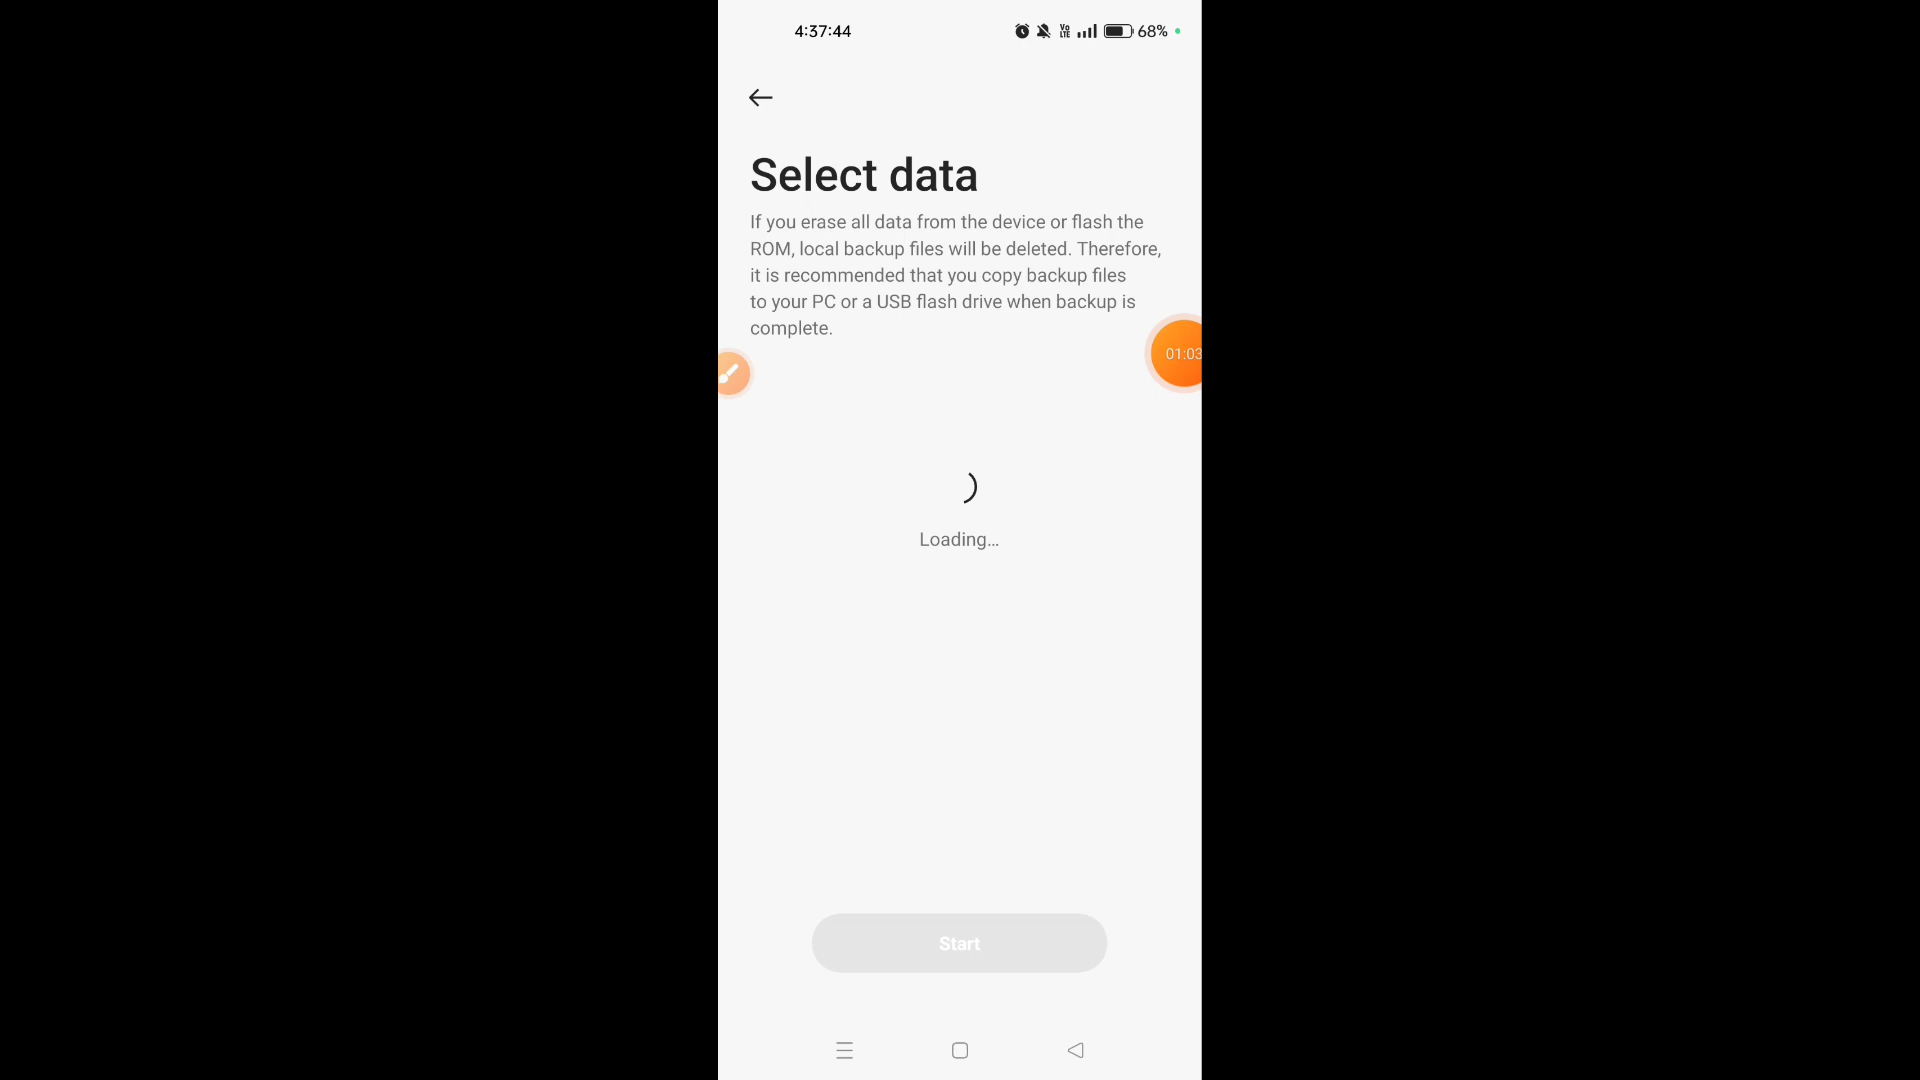 4:37:44
Vo
LTE
68%
Select data
If you erase all data from the device or flash the
ROM, local backup files will be deleted. Therefore,
it is recommended that you copy backup files
to your PC or a USB flash drive when backup is
complete.
01:03
Loading...
Start